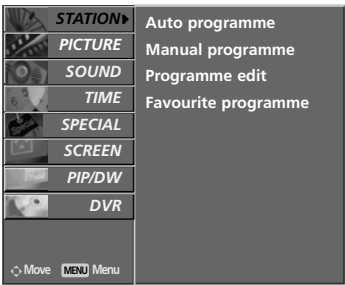 STATION
PICTURE
SOUND
TIME
SPECIAL
SCREEN
PIP/DW
DVR
Move MENU Menu
Auto programme
Manual programme
Programme edit
Favourite programme